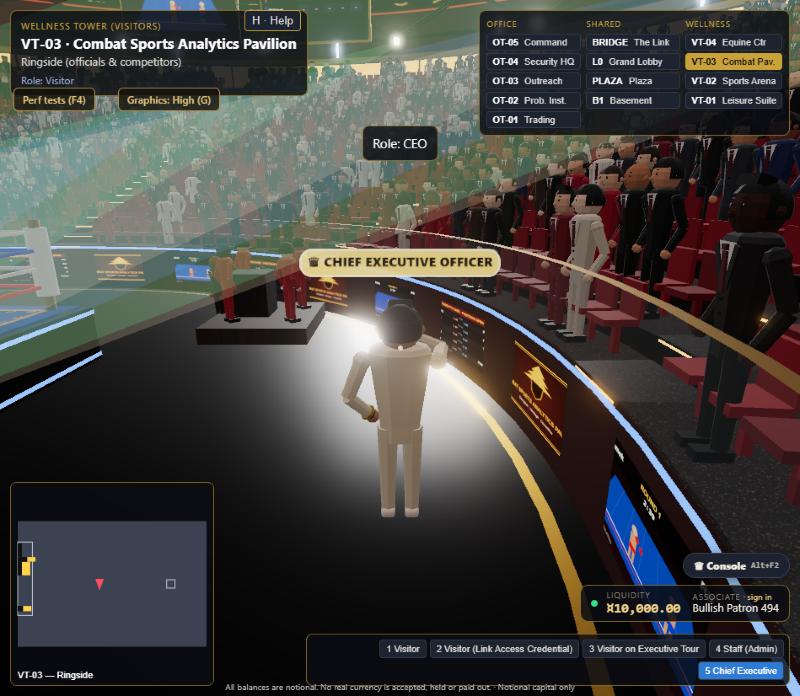 WELLNESS TOWER (VISITORS)
H · Help
VT-03 · Combat Sports Analytics Pavilion
Ringside (officials & competitors)
Role: Visitor
Perf tests (F4)
Graphics: High (G)
OFFICE
SHARED
WELLNESS
OT-05 Command
BRIDGE The Link
VT-04 Equine Ctr
OT-04 Security HQ
L0 Grand Lobby
VT-03 Combat Pav.
OT-03 Outreach
PLAZA Plaza
VT-02 Sports Arena
OT-02 Prob. Inst.
B1 Basement
VT-01 Leisure Suite
OT-01 Trading
Role: CEO
♛ CHIEF EXECUTIVE OFFICER
ROUND 1
VT-03 — Ringside
♛ Console Alt+F2
LIQUIDITY
ASSOCIATE · sign in
10,000.00
Bullish Patron 494
1 Visitor
2 Visitor (Link Access Credential)
3 Visitor on Executive Tour
4 Staff (Admin)
5 Chief Executive
All balances are notional. No real currency is accepted, held or paid out. · Notional capital only